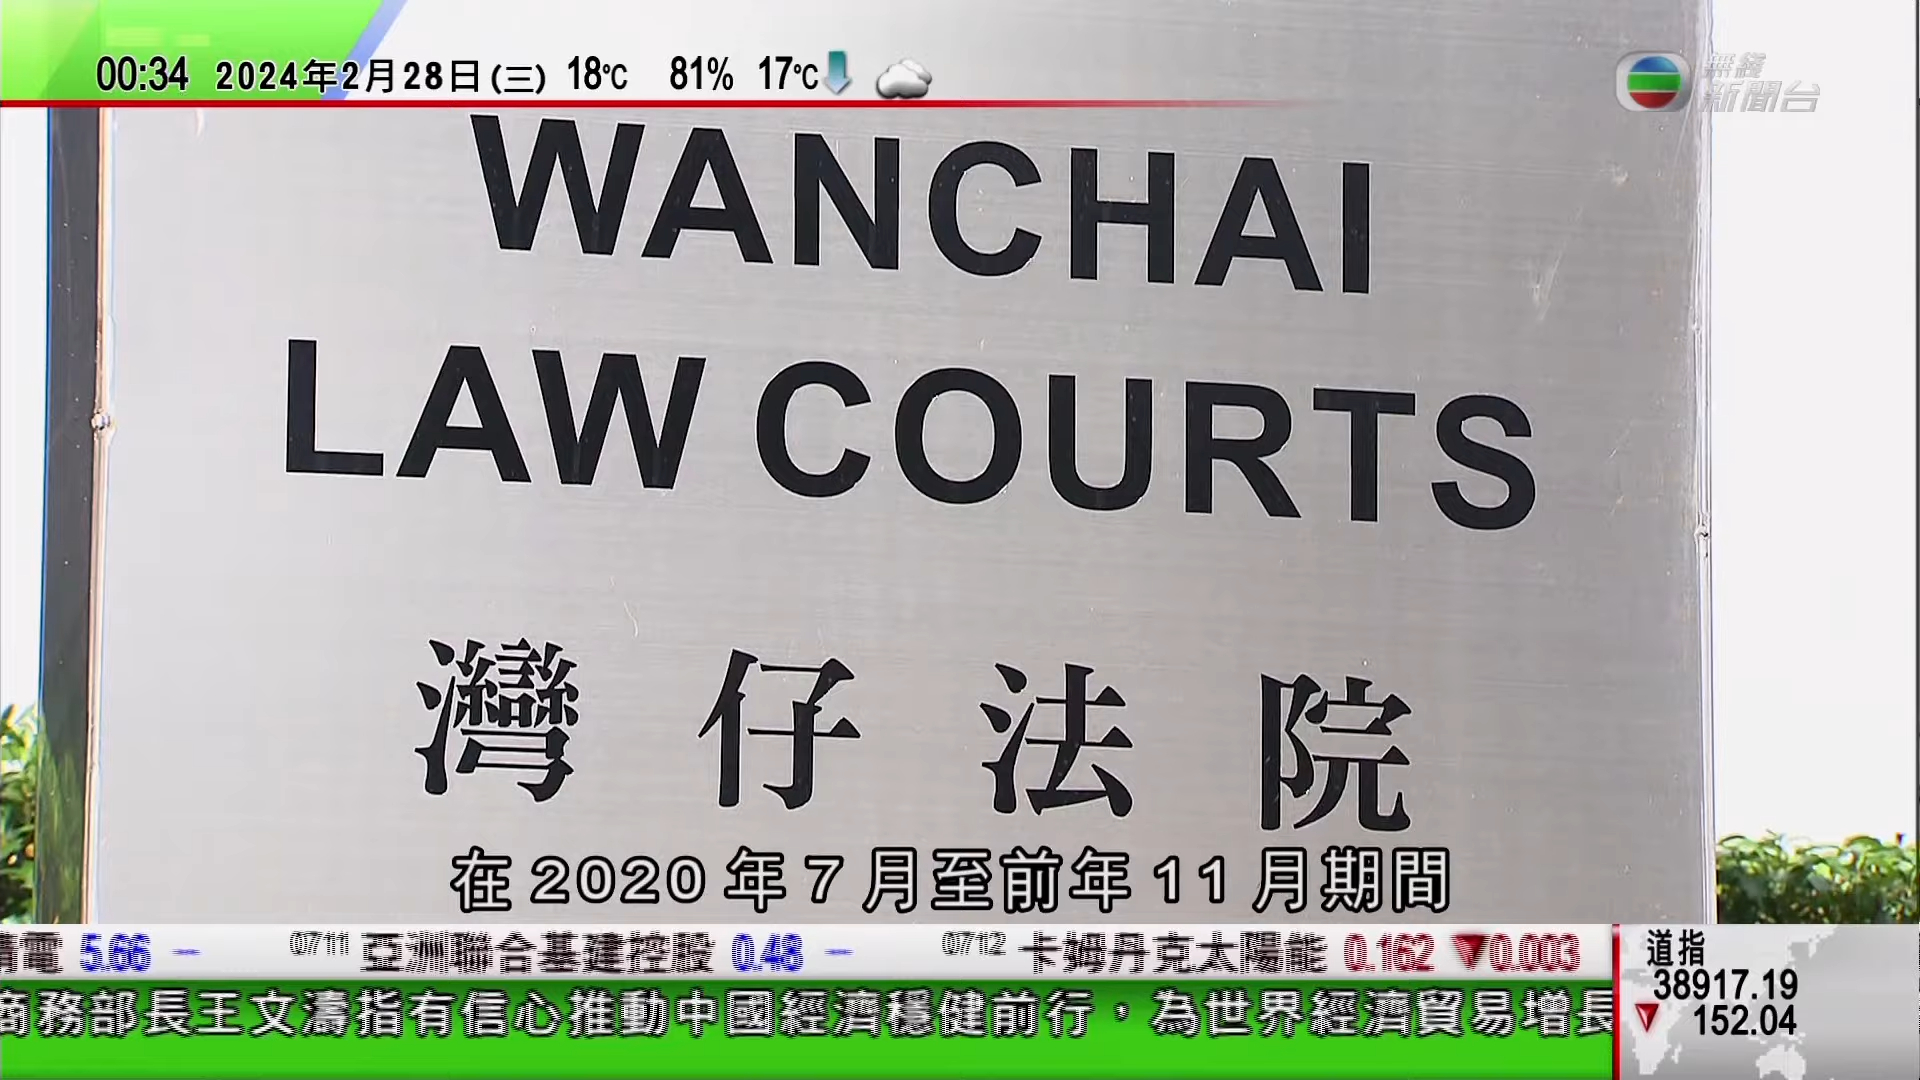 00:34 2024年2月28日(三) 18℃ 81% 17℃
無綫
新聞台
WANCHAI
LAW COURTS
灣仔法院
在2020年7月至前年11月期間
電 5.66 – 07111 亞洲聯合基建控股 0.48 – 07112 卡姆丹克太陽能 0.162 ▼0.003
商務部長王文濤指有信心推動中國經濟穩健前行，為世界經濟貿易增長
道指
38917.19
▼ 152.04